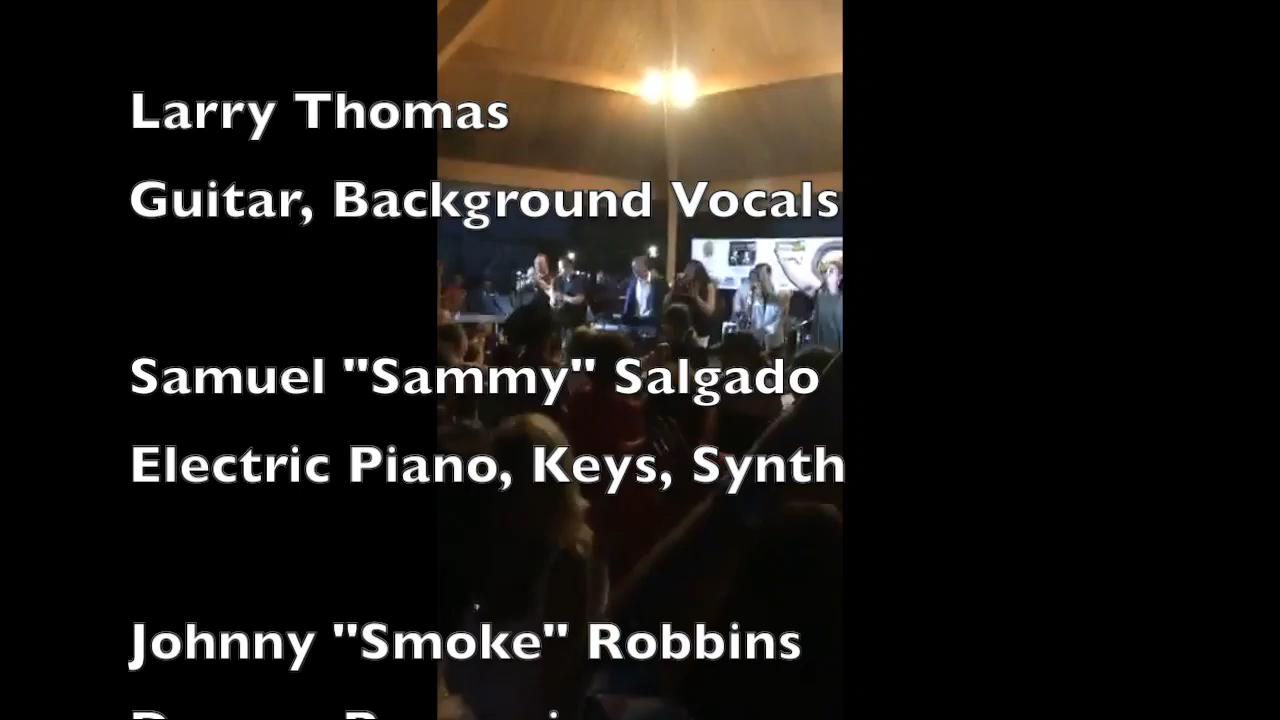 Larry Thomas
Guitar, Background Vocals
Samuel "Sammy" Salgado
Electric Piano, Keys, Synth
Johnny "Smoke" Robbins